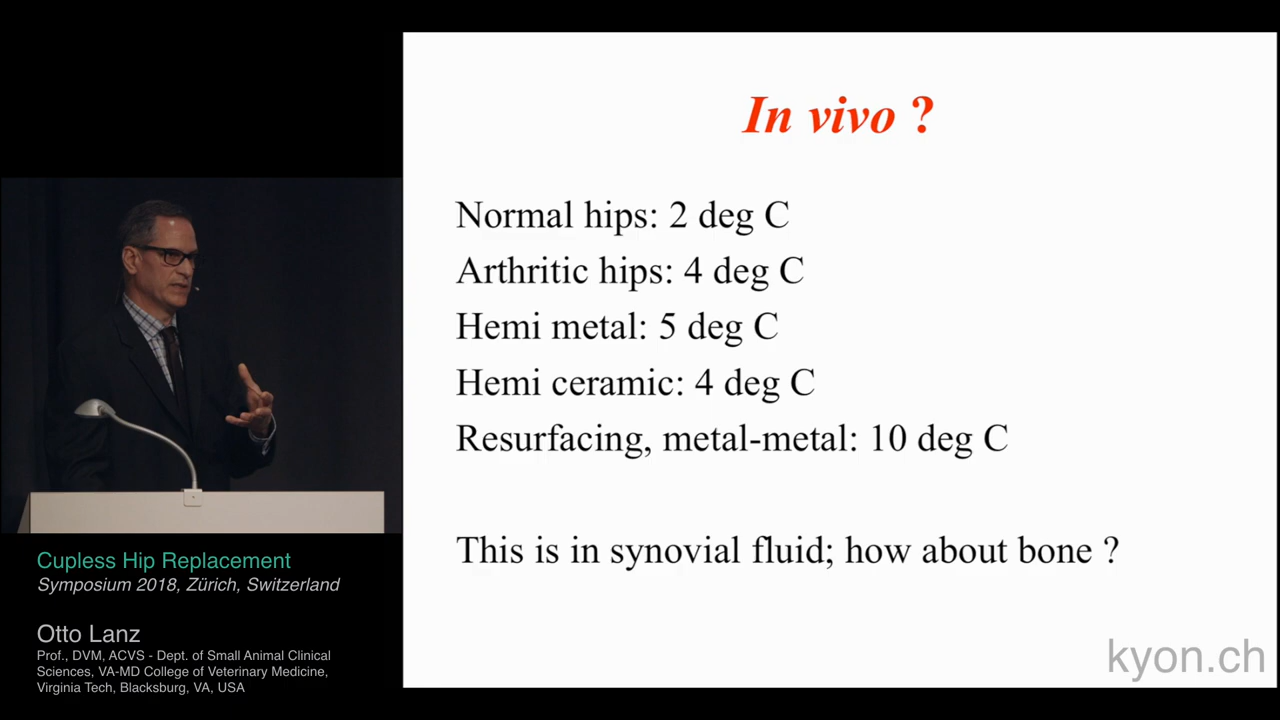 In vivo ?
Normal hips: 2 deg C
Arthritic hips: 4 deg C
Hemi metal: 5 deg C
Hemi ceramic: 4 deg C
Resurfacing, metal-metal: 10 deg C
This is in synovial fluid; how about bone ?
kyon.ch
Cupless Hip Replacement
Symposium 2018, Zürich, Switzerland
Otto Lanz
Prof., DVM, ACVS - Dept. of Small Animal Clinical
Sciences, VA-MD College of Veterinary Medicine,
Virginia Tech, Blacksburg, VA, USA